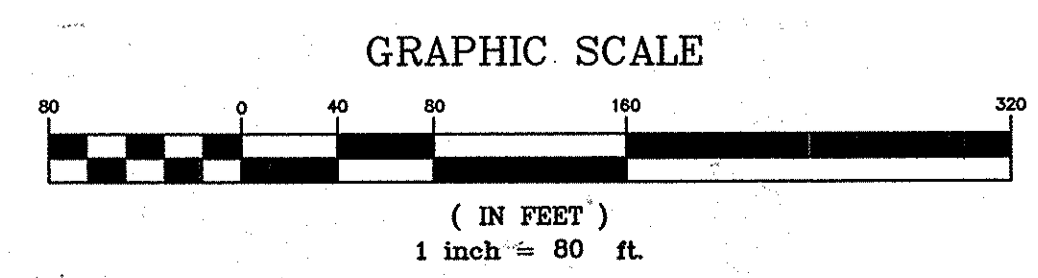 GRAPHIC SCALE
80 0 40 80 160 320
( IN FEET )
1 inch = 80 ft.